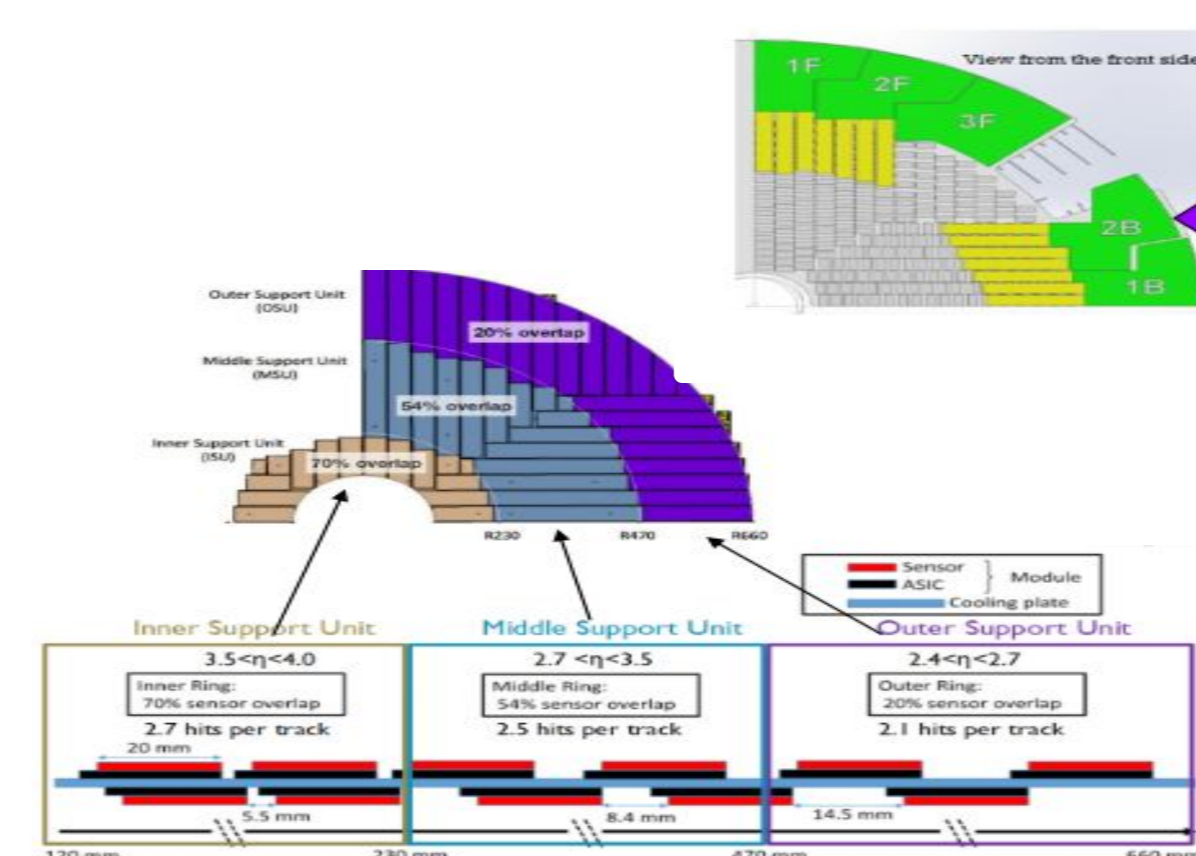 View from the front side
1F
2F
3F
2B
1B
Outer Support Unit
(OSU)
20% overlap
Middle Support Unit
(MSU)
54% overlap
Inner Support Unit
(ISU)
70% overlap
R230
R470
R660
Sensor
ASIC
Module
Cooling plate
Inner Support Unit
3.5<η<4.0
Inner Ring:
70% sensor overlap
2.7 hits per track
20 mm
5.5 mm
Middle Support Unit
2.7 <η<3.5
Middle Ring:
54% sensor overlap
2.5 hits per track
8.4 mm
Outer Support Unit
2.4<η<2.7
Outer Ring:
20% sensor overlap
2.1 hits per track
14.5 mm
120 mm
230 mm
470 mm
660 mm